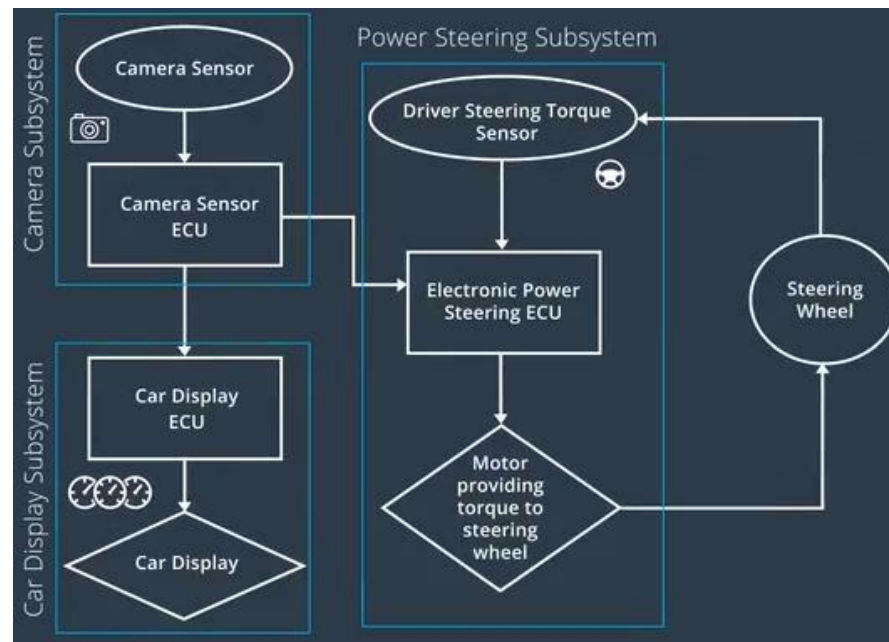 Camera Subsystem
Camera Sensor
Camera Sensor
ECU
Car Display Subsystem
Car Display
ECU
Car Display
Power Steering Subsystem
Driver Steering Torque
Sensor
Electronic Power
Steering ECU
Motor
providing
torque to
steering
wheel
Steering
Wheel